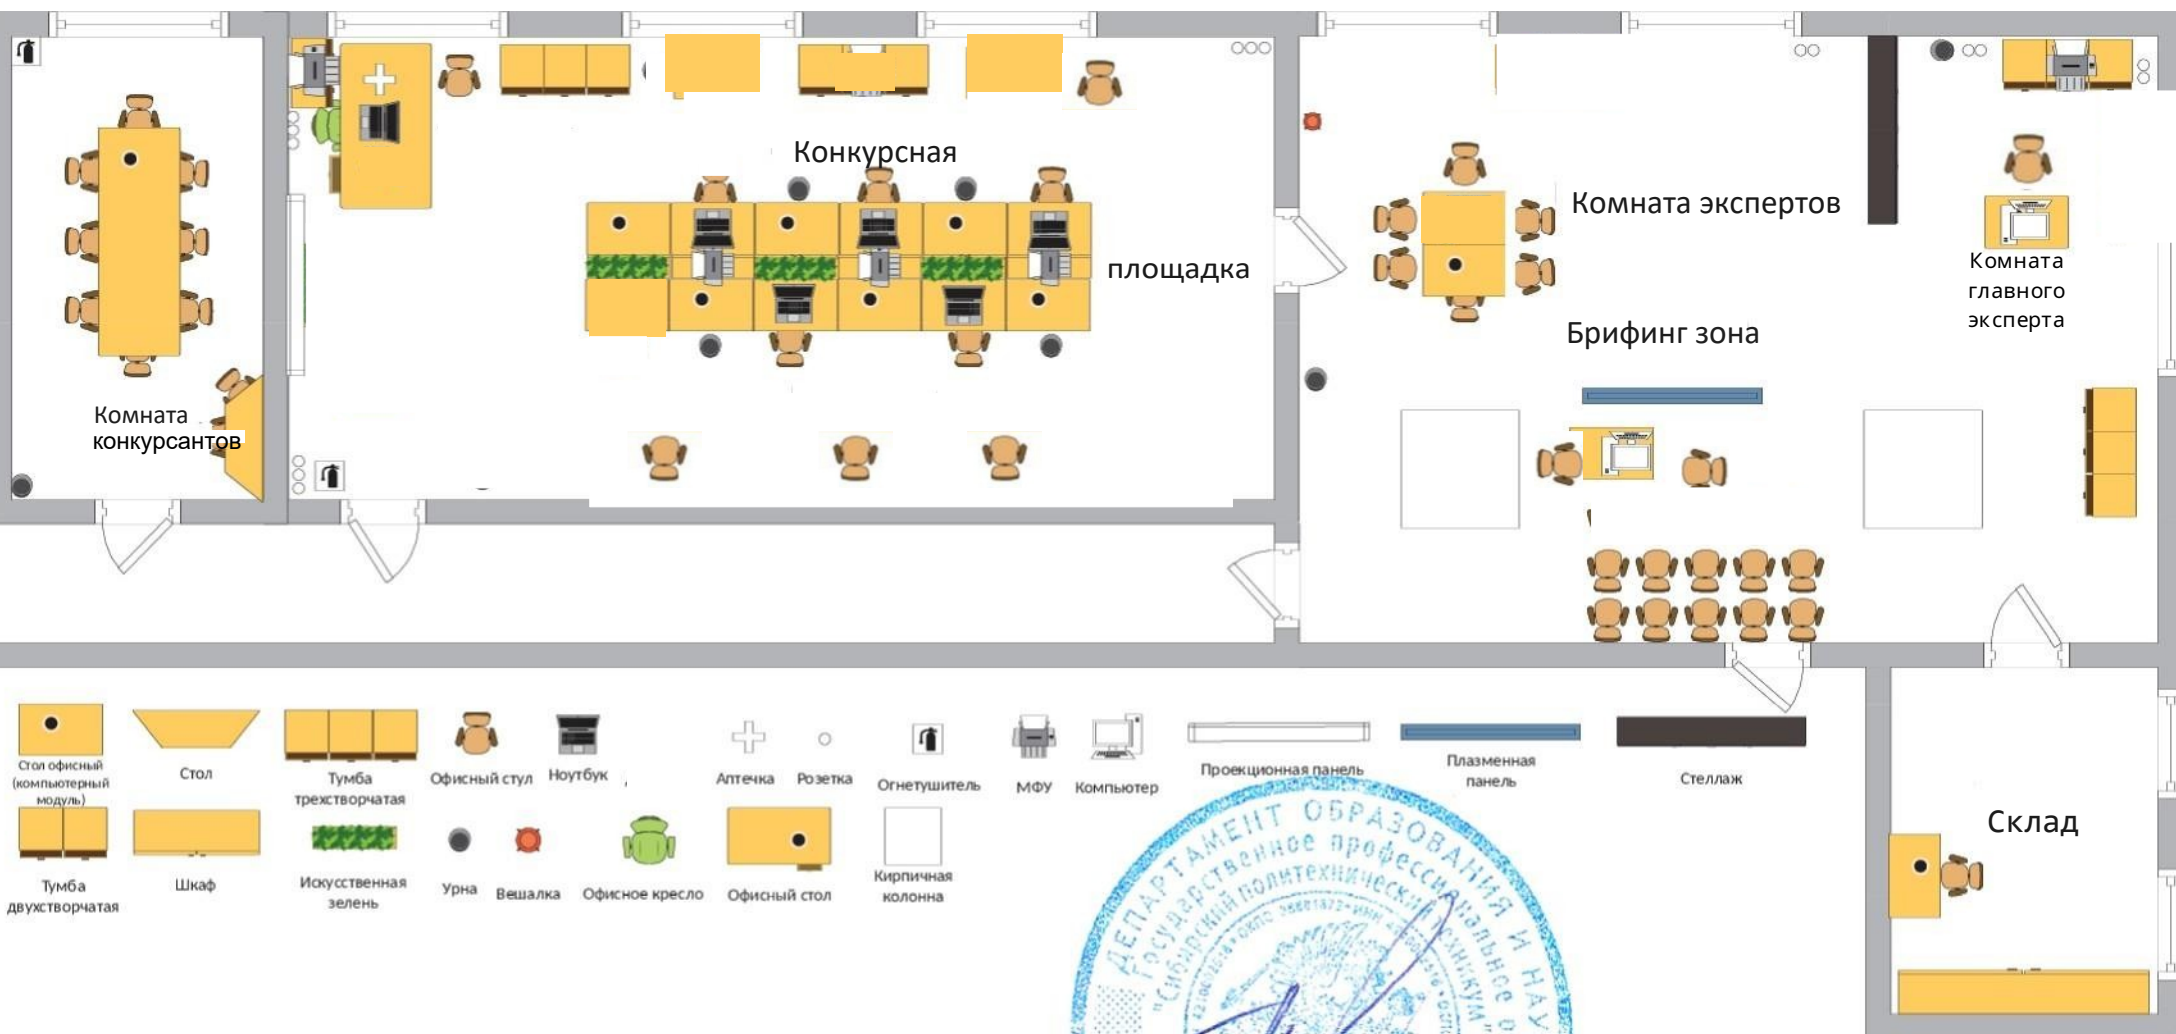 Конкурсная
площадка
Комната экспертов
Комната
главного
эксперта
Брифинг зона
Комната
конкурсантов
Стол офисный
(компьютерный
модуль)
Стол
Тумба
трехстворчатая
Офисный стул
Ноутбук
Аптечка
Розетка
Огнетушитель
МФУ
Компьютер
Проекционная панель
Плазменная
панель
Стеллаж
Тумба
двухстворчатая
Шкаф
Искусственная
зелень
Урна
Вешалка
Офисное кресло
Офисный стол
Кирпичная
колонна
Склад
ДЕПАРТАМЕНТ ОБРАЗОВАНИЯ И НАУ
Государственное профессиональное о
"Сибирский политехнический техникум"